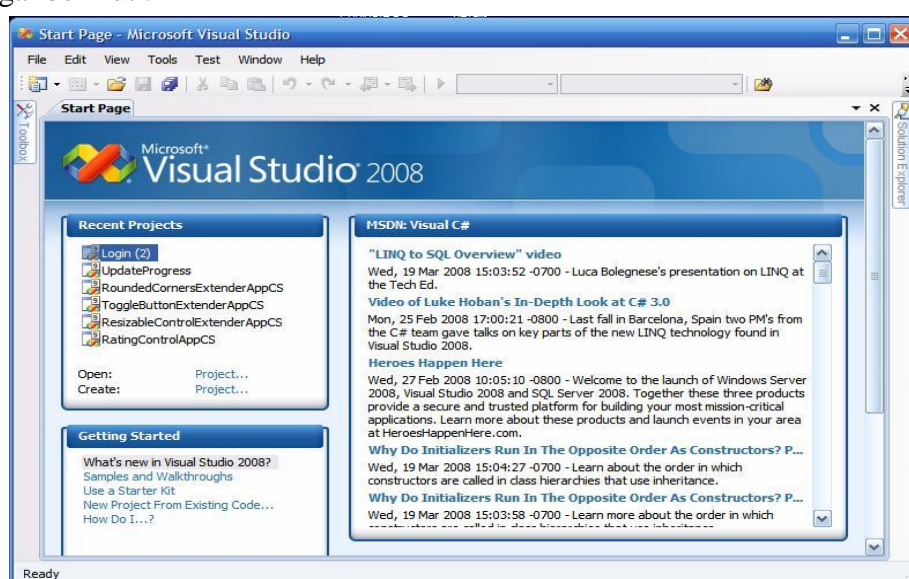 Start Page - Microsoft Visual Studio
File Edit View Tools Test Window Help
Toolbox
Start Page
Solution Explorer
Microsoft®
Visual Studio® 2008
Recent Projects
Login (2)
UpdateProgress
RoundedCornersExtenderAppCS
ToggleButtonExtenderAppCS
ResizableControlExtenderAppCS
RatingControlAppCS
Open: Project...
Create: Project...
Getting Started
What's new in Visual Studio 2008?
Samples and Walkthroughs
Use a Starter Kit
New Project From Existing Code...
How Do I...?
MSDN: Visual C#
"LINQ to SQL Overview" video
Wed, 19 Mar 2008 15:03:52 -0700 - Luca Bolegnese's presentation on LINQ at
the Tech Ed.
Video of Luke Hoban's In-Depth Look at C# 3.0
Mon, 25 Feb 2008 17:00:21 -0800 - Last fall in Barcelona, Spain two PM's from
the C# team gave talks on key parts of the new LINQ technology found in
Visual Studio 2008.
Heroes Happen Here
Wed, 27 Feb 2008 10:05:10 -0800 - Welcome to the launch of Windows Server
2008, Visual Studio 2008 and SQL Server 2008. Together these three products
provide a secure and trusted platform for building your most mission-critical
applications. Learn more about these products and launch events in your area
at HeroesHappenHere.com.
Why Do Initializers Run In The Opposite Order As Constructors? P...
Wed, 19 Mar 2008 15:04:27 -0700 - Learn about the order in which
constructors are called in class hierarchies that use inheritance.
Why Do Initializers Run In The Opposite Order As Constructors? P...
Wed, 19 Mar 2008 15:03:58 -0700 - Learn more about the order in which
constructors are called in class hierarchies that use inheritance.
Ready